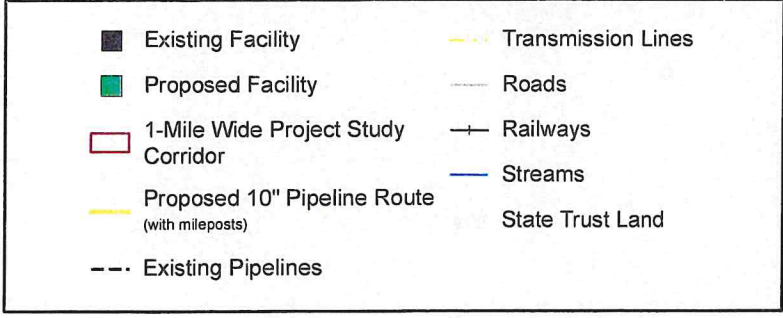 Existing Facility
Proposed Facility
1-Mile Wide Project Study
Corridor
Proposed 10" Pipeline Route
(with mileposts)
Existing Pipelines
Transmission Lines
Roads
Railways
Streams
State Trust Land